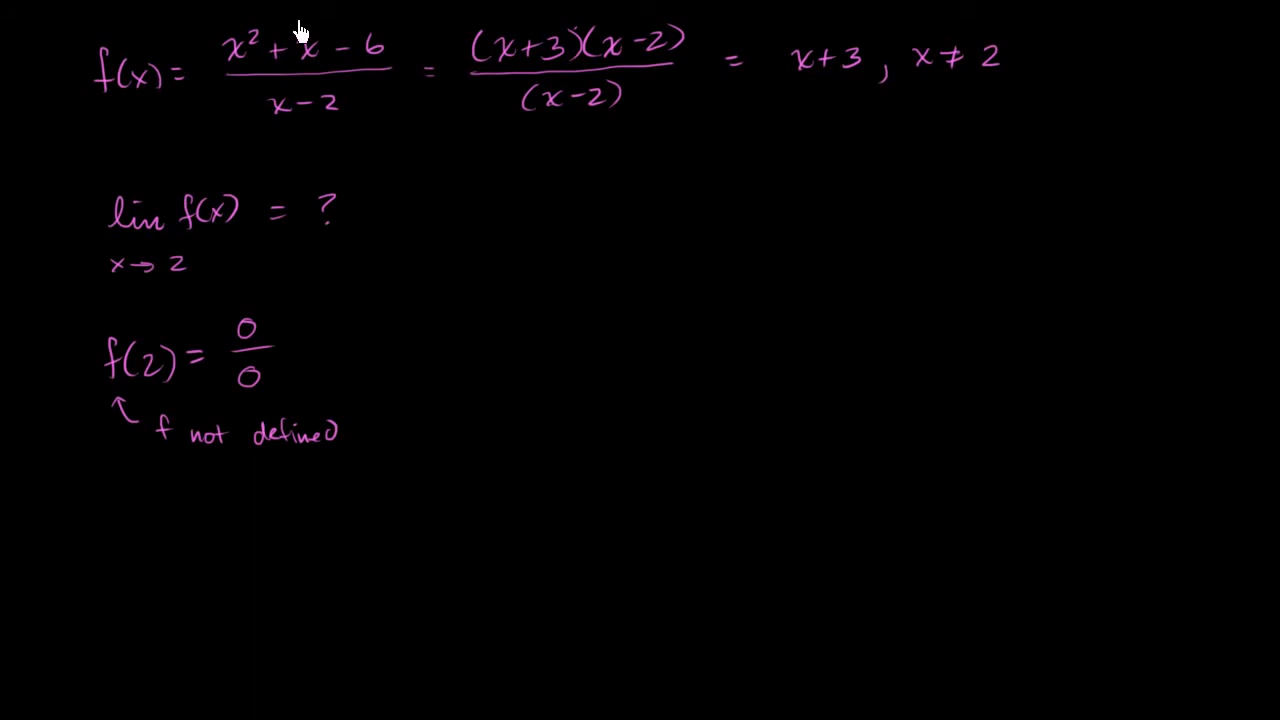 f(x) = (x² + x - 6)/(x - 2) = ((x+3)(x-2))/((x-2)) = x+3, x ≠ 2
lim f(x) = ?
x → 2
f(2) = 0/0
f not defined